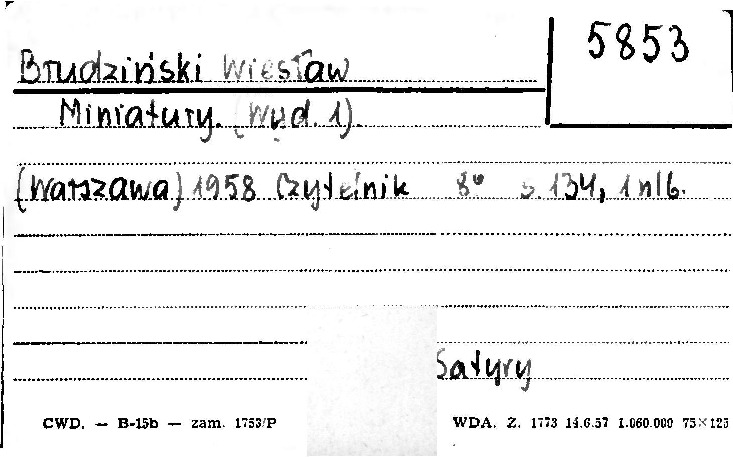 5853
Brudziński Wiesław
Miniatury. (Wyd. 1).
(Warszawa) 1958 Czytelnik 8° s. 134, 1 nlb.
Satyry
CWD. — B-15b — zam. 1753/P
WDA. Z. 1773 14.6.57 1.060.000 75×125